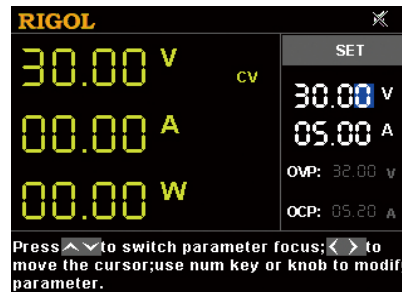 RIGOL
SET
30.00 V
CV
00.00 A
00.00 W
30.00 V
05.00 A
OVP: 32.00 V
OCP: 05.20 A
Press to switch parameter focus; to
move the cursor;use num key or knob to modif
parameter.